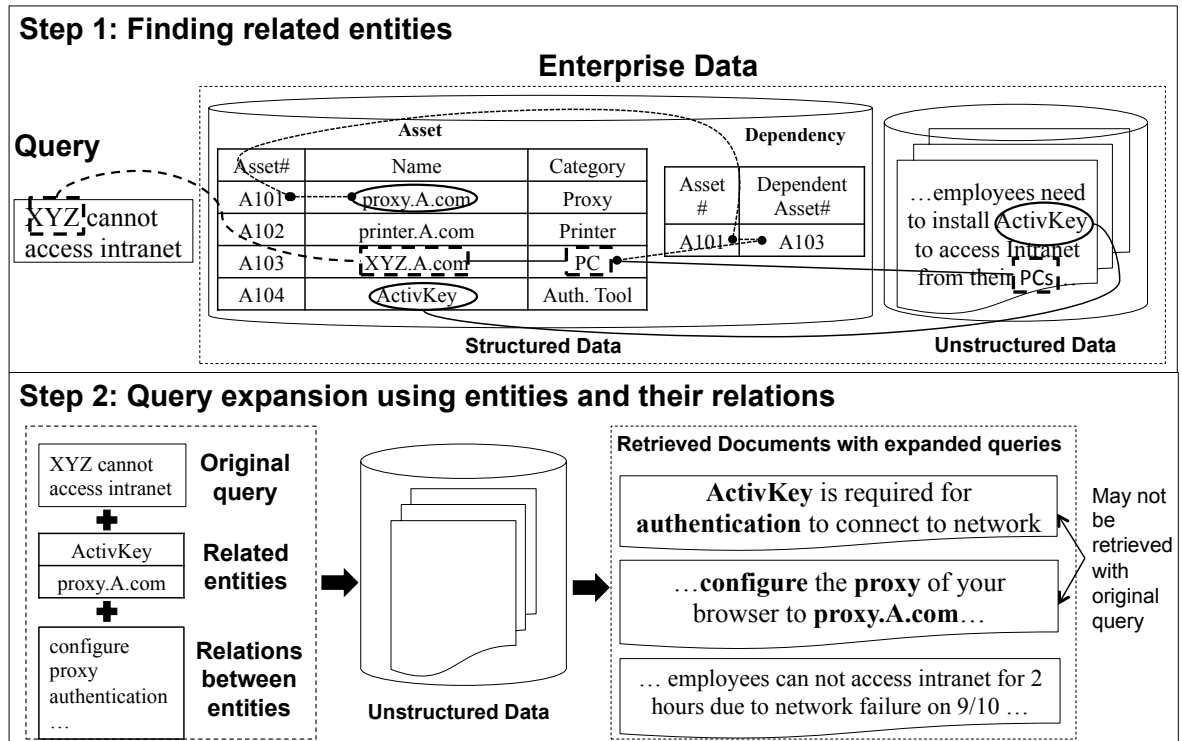 Step 1: Finding related entities
Enterprise Data
Query
XYZ cannot
access intranet
Asset
Asset#
Name
Category
A101
proxy.A.com
Proxy
A102
printer.A.com
Printer
A103
XYZ.A.com
PC
A104
ActivKey
Auth. Tool
Dependency
Asset
#
Dependent
Asset#
A101
A103
Structured Data
…employees need
to install ActivKey
to access Intranet
from their PCs…
Unstructured Data
Step 2: Query expansion using entities and their relations
XYZ cannot
access intranet
Original
query
ActivKey
proxy.A.com
Related
entities
configure
proxy
authentication
…
Relations
between
entities
Unstructured Data
Retrieved Documents with expanded queries
ActivKey is required for
authentication to connect to network
…configure the proxy of your
browser to proxy.A.com…
… employees can not access intranet for 2
hours due to network failure on 9/10 …
May not
be
retrieved
with
original
query